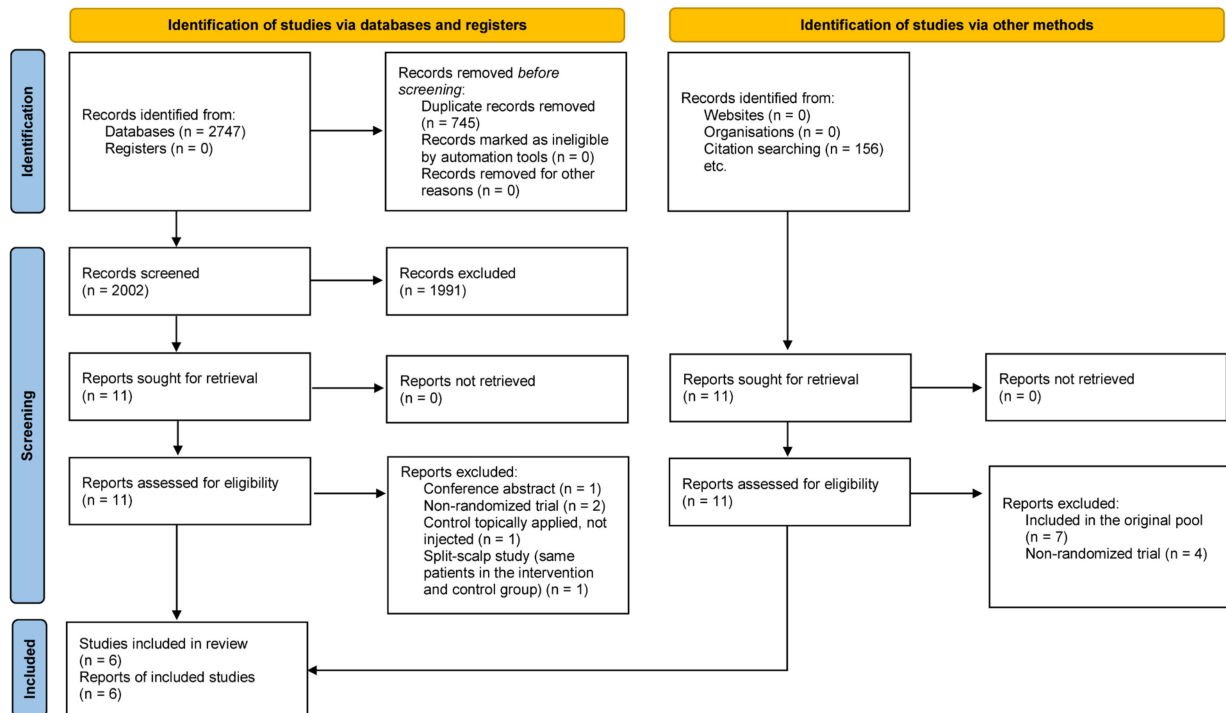 Identification of studies via databases and registers
Identification of studies via other methods
Identification
Records identified from:
Databases (n = 2747)
Registers (n = 0)
Records removed before
screening:
Duplicate records removed
(n = 745)
Records marked as ineligible
by automation tools (n = 0)
Records removed for other
reasons (n = 0)
Records identified from:
Websites (n = 0)
Organisations (n = 0)
Citation searching (n = 156)
etc.
Screening
Records screened
(n = 2002)
Records excluded
(n = 1991)
Reports sought for retrieval
(n = 11)
Reports not retrieved
(n = 0)
Reports sought for retrieval
(n = 11)
Reports not retrieved
(n = 0)
Reports assessed for eligibility
(n = 11)
Reports excluded:
Conference abstract (n = 1)
Non-randomized trial (n = 2)
Control topically applied, not
injected (n = 1)
Split-scalp study (same
patients in the intervention
and control group) (n = 1)
Reports assessed for eligibility
(n = 11)
Reports excluded:
Included in the original pool
(n = 7)
Non-randomized trial (n = 4)
Included
Studies included in review
(n = 6)
Reports of included studies
(n = 6)